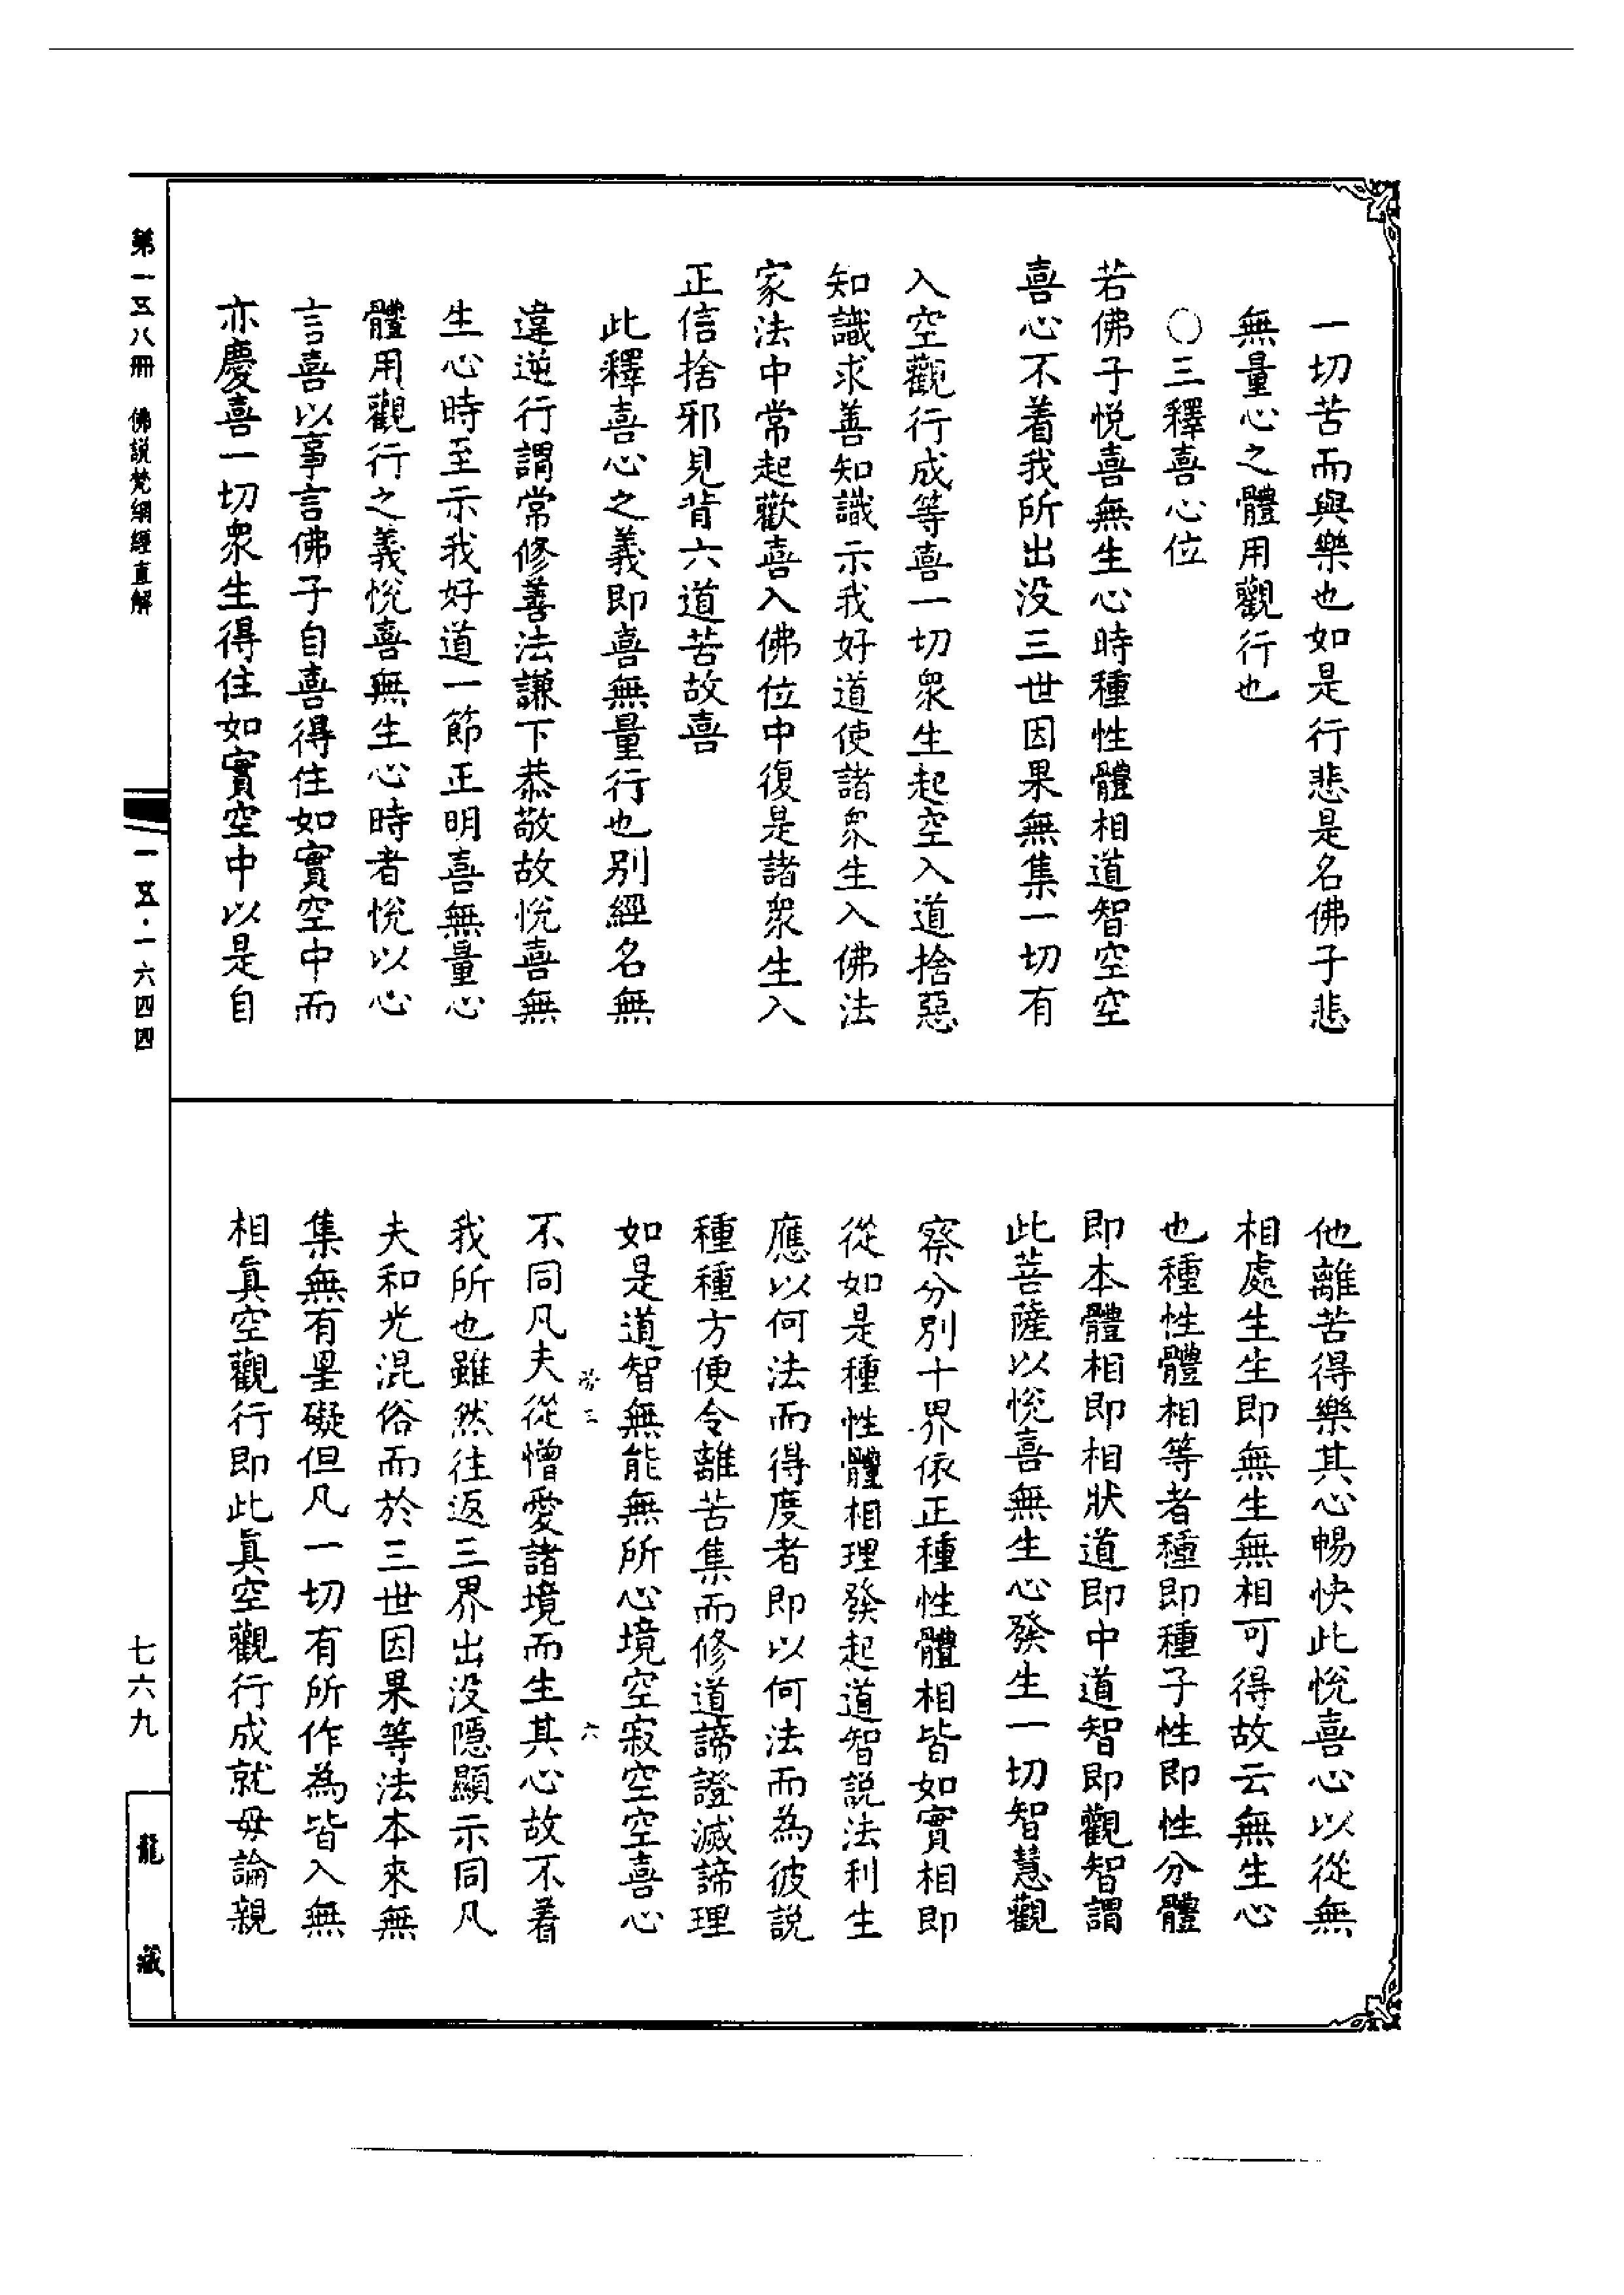 一切苦而與樂也如是行悲是名佛子悲
無量心之體用觀行也
〇三釋喜心位
若佛子悅喜無生心時種性體相道智空空
喜心不着我所出没三世因果無集一切有
入空觀行成等喜一切衆生起空入道捨惡
知識求善知識示我好道使諸衆生入佛法
家法中常起歡喜入佛位中復是諸衆生入
正信捨邪見背六道苦故喜
此釋喜心之義即喜無量行也别經名無
違逆行謂常修善法謙下恭敬故悅喜無
生心時至示我好道一節正明喜無量心
體用觀行之義悅喜無生心時者悅以心
言喜以事言佛子自喜得住如實空中而
亦慶喜一切衆生得住如實空中以是自
他離苦得樂其心暢快此悅喜心以從無
相處生生即無生無相可得故云無生心
也種性體相等者種即種子性即性分體
即本體相即相狀道即中道智即觀智謂
此菩薩以悅喜無生心發生一切智慧觀
察分別十界依正種性體相皆如實相即
從如是種性體相理發起道智説法利生
應以何法而得度者即以何法而為彼説
種種方便令離苦集而修道諦證滅諦理
如是道智無能無所心境空寂空空喜心
三 六
不同凡夫從憎愛諸境而生其心故不着
我所也雖然往返三界出没隱顯示同凡
夫和光混俗而於三世因果等法本來無
集無有罣礙但凡一切有所作為皆入無
相眞空觀行即此眞空觀行成就毋論親
第一五八冊 佛説梵網經直解
一五·一六四四
七六九
龍藏